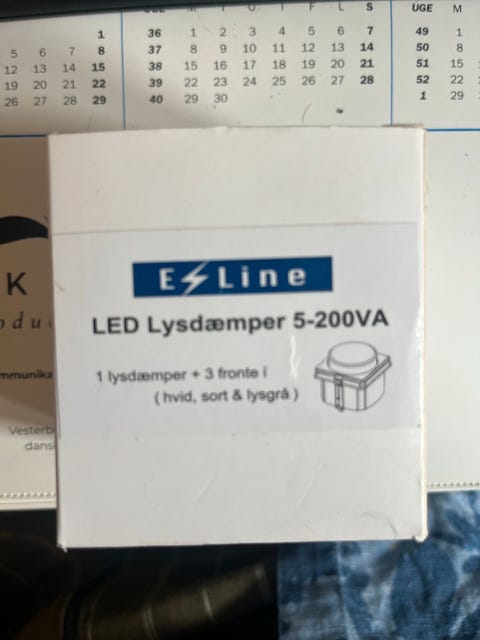 1
5 6 7 8
12 13 14 15
19 20 21 22
26 27 28 29
36 1 2 3 4 5 6 7
37 8 9 10 11 12 13 14
38 15 16 17 18 19 20 21
39 22 23 24 25 26 27 28
40 29 30
UGE M
49 1
50 8
51 15
52 22
1 29
E Line
LED Lysdæmper 5-200VA
1 lysdæmper + 3 fronte i
( hvid, sort & lysgrå )
K